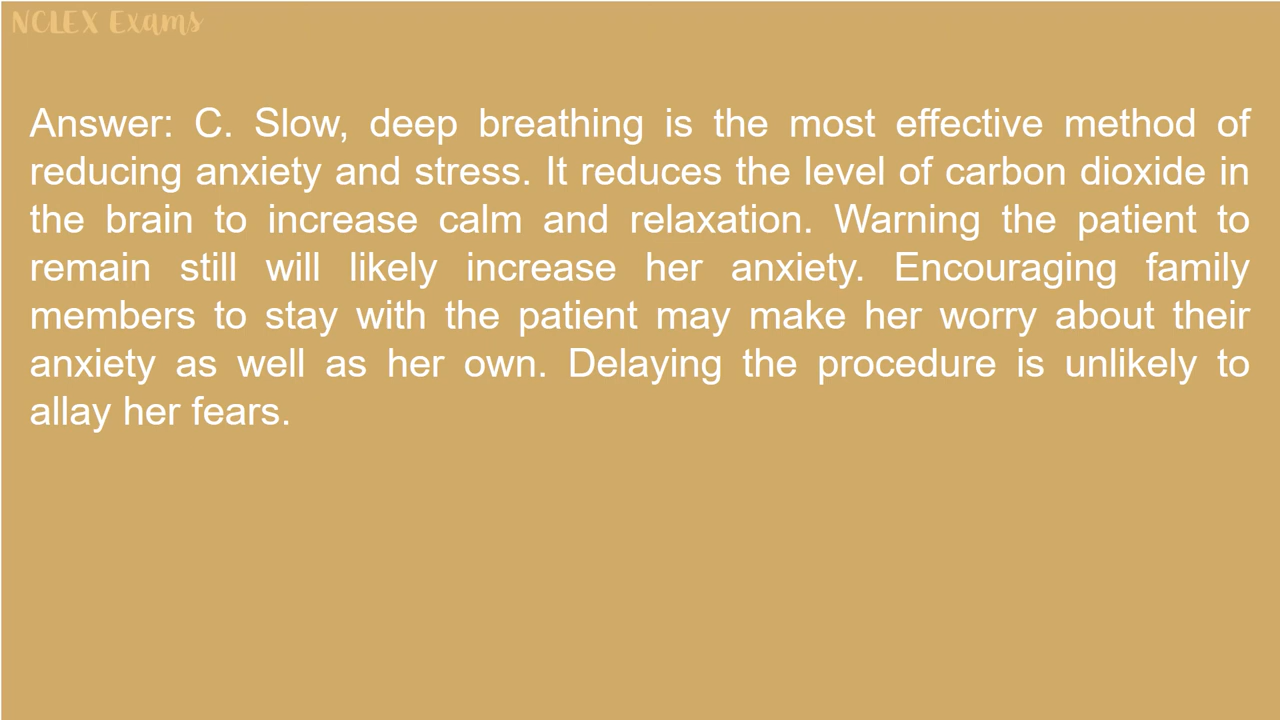 NCLEX Exams
Answer: C. Slow, deep breathing is the most effective method of
reducing anxiety and stress. It reduces the level of carbon dioxide in
the brain to increase calm and relaxation. Warning the patient to
remain still will likely increase her anxiety. Encouraging family
members to stay with the patient may make her worry about their
anxiety as well as her own. Delaying the procedure is unlikely to
allay her fears.